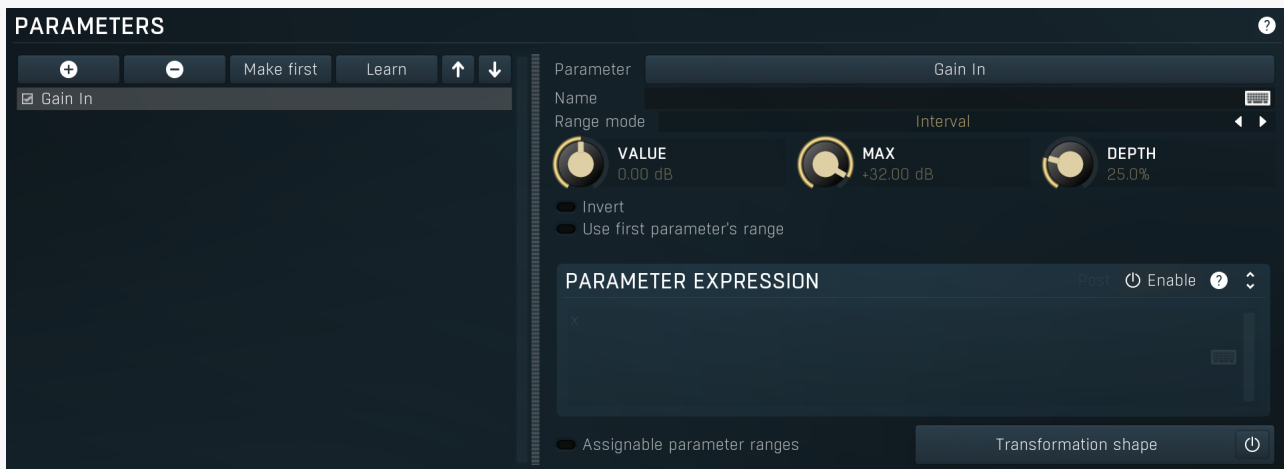 PARAMETERS
?
Make first Learn
Gain In
Parameter Gain In
Name
Range mode Interval
VALUE
0.00 dB
MAX
+32.00 dB
DEPTH
25.0%
Invert
Use first parameter's range
PARAMETER EXPRESSION Post Enable ?
x
Assignable parameter ranges Transformation shape